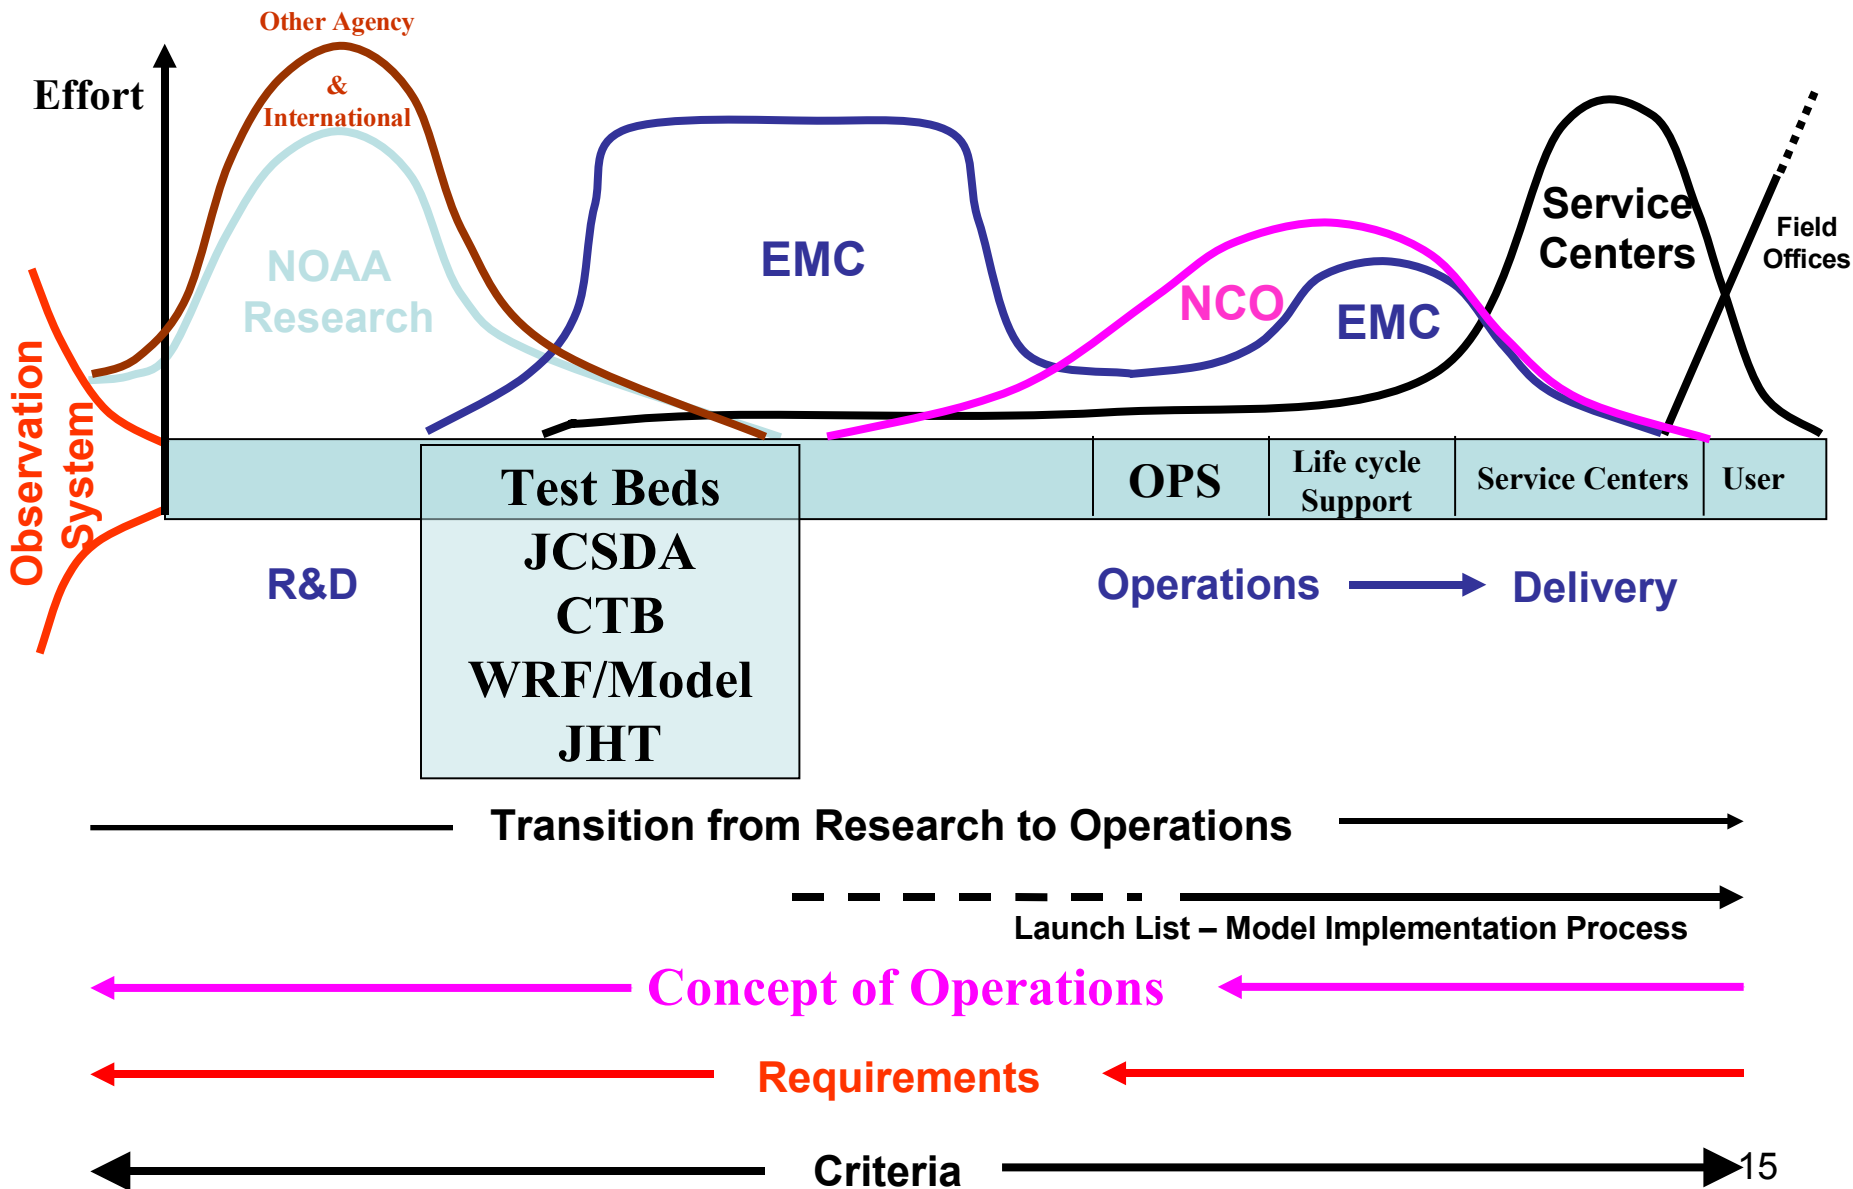 Other Agency
&
International
Effort
NOAA
Research
EMC
NCO
EMC
Service
Centers
Field
Offices
Observation
System
Test Beds
JCSDA
CTB
WRF/Model
JHT
OPS
Life cycle
Support
Service Centers
User
R&D
Operations
Delivery
Transition from Research to Operations
Launch List – Model Implementation Process
Concept of Operations
Requirements
Criteria
15